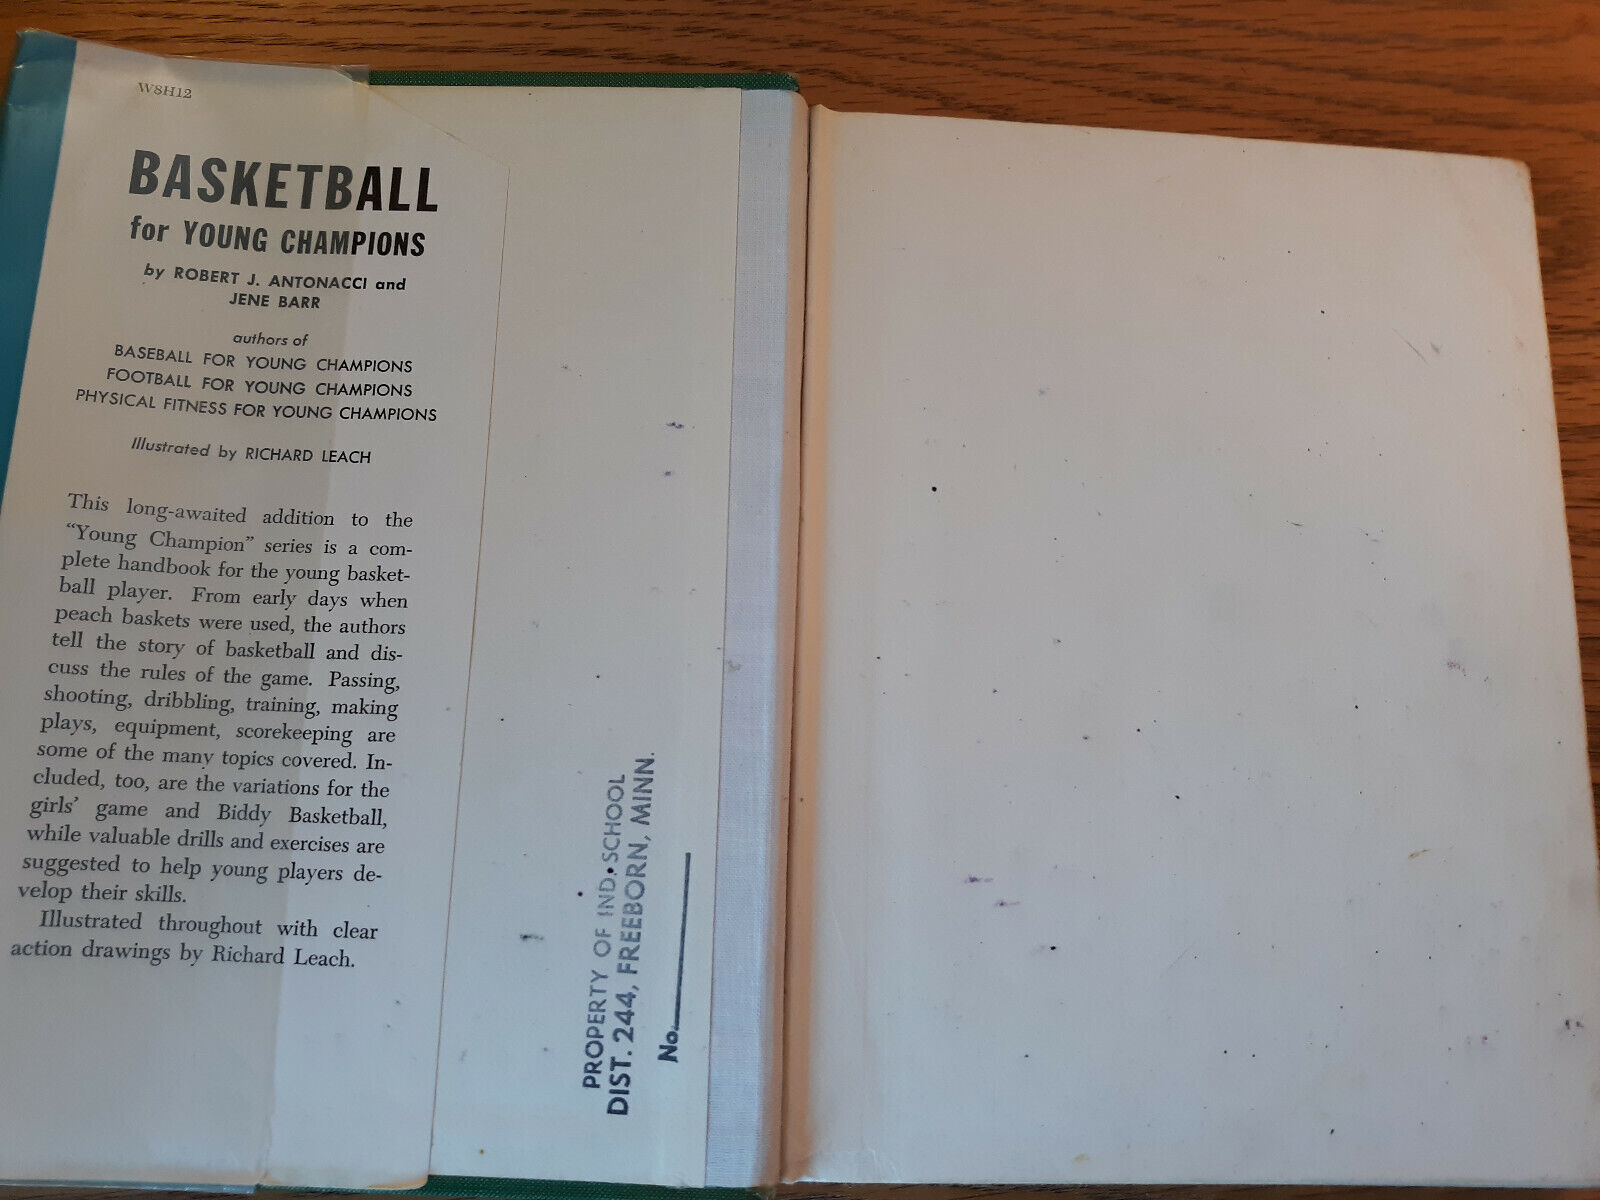 W8H12
BASKETBALL
for YOUNG CHAMPIONS
by ROBERT J. ANTONACCI and
JENE BARR
authors of
BASEBALL FOR YOUNG CHAMPIONS
FOOTBALL FOR YOUNG CHAMPIONS
PHYSICAL FITNESS FOR YOUNG CHAMPIONS
Illustrated by RICHARD LEACH
This long-awaited addition to the
“Young Champion” series is a com-
plete handbook for the young basket-
ball player. From early days when
peach baskets were used, the authors
tell the story of basketball and dis-
cuss the rules of the game. Passing,
shooting, dribbling, training, making
plays, equipment, scorekeeping are
some of the many topics covered. In-
cluded, too, are the variations for the
girls’ game and Biddy Basketball,
while valuable drills and exercises are
suggested to help young players de-
velop their skills.
Illustrated throughout with clear
action drawings by Richard Leach.
PROPERTY OF IND. SCHOOL
DIST. 244, FREEBORN, MINN.
No.